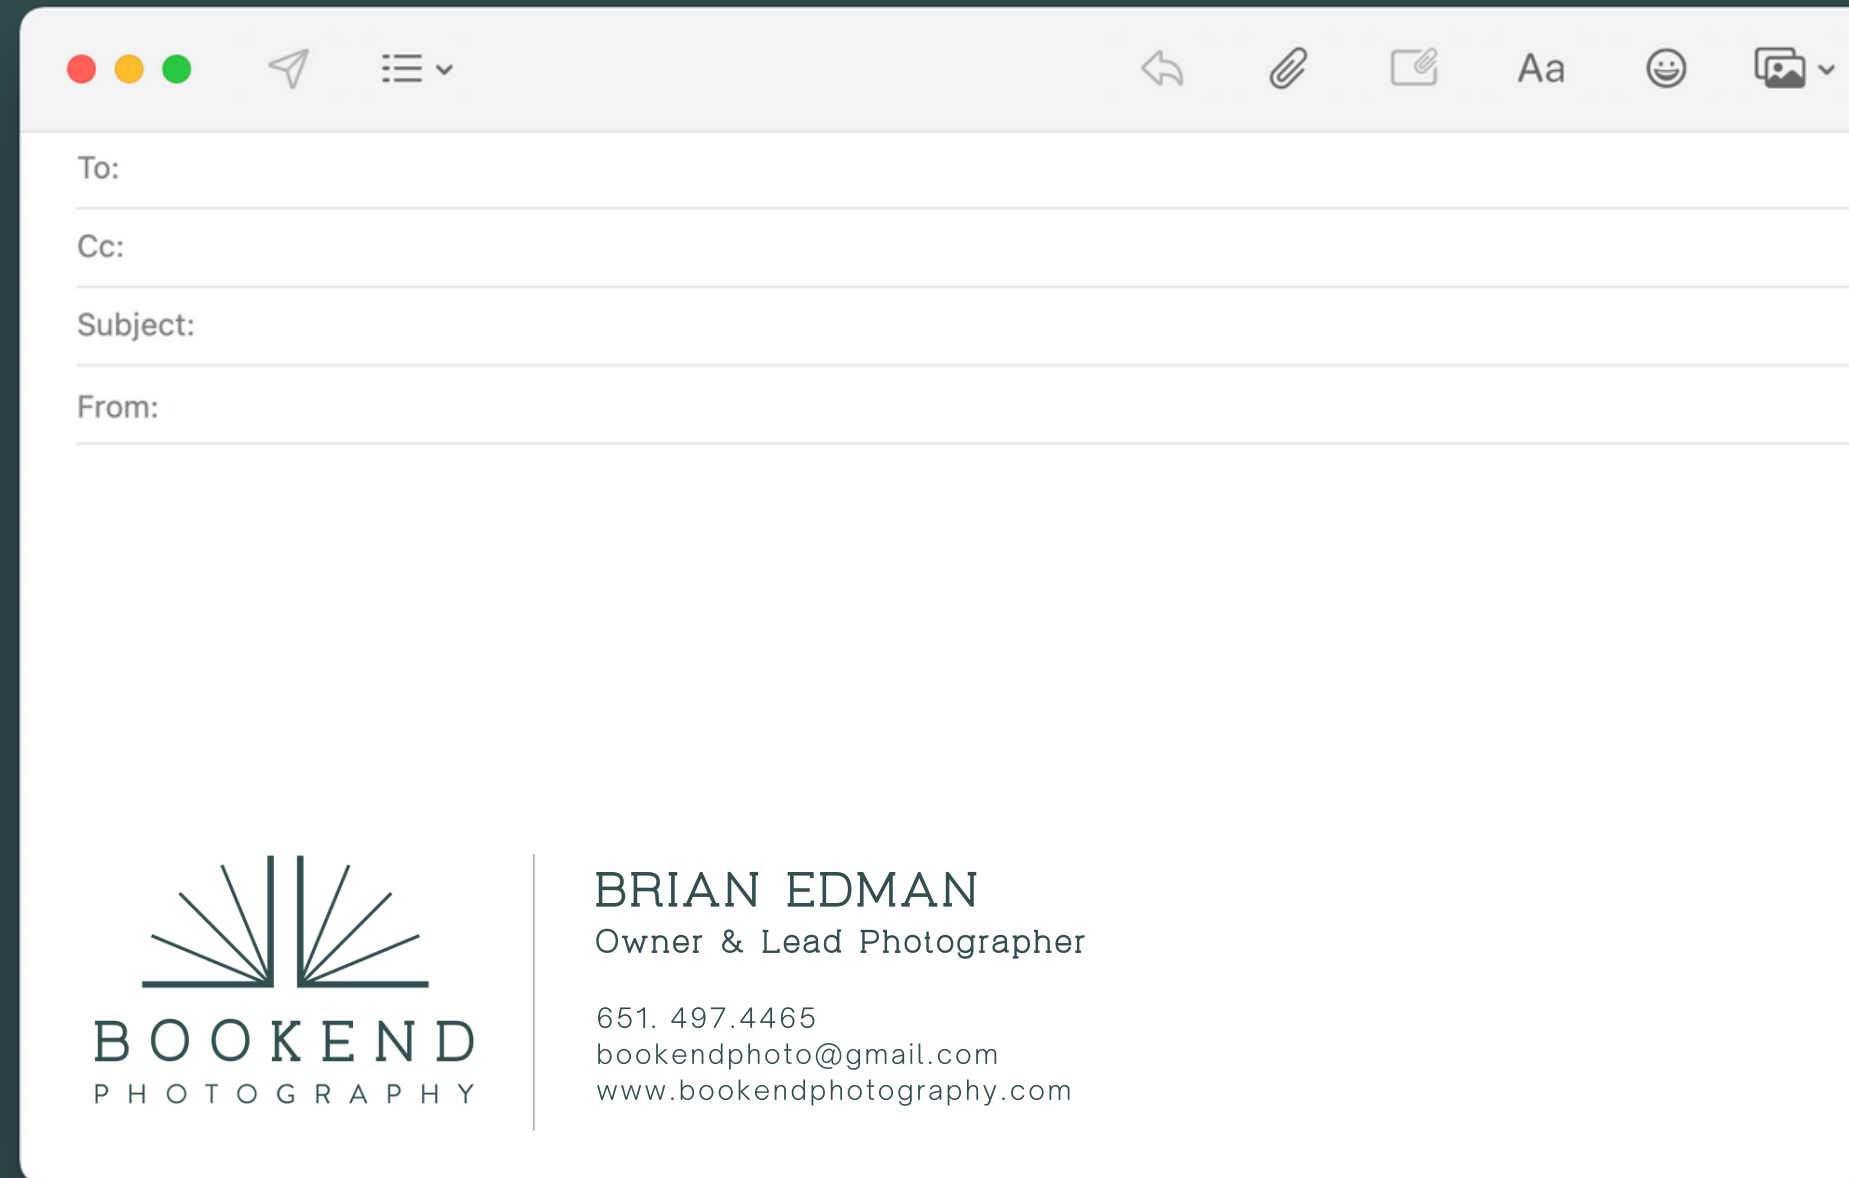 Aa
To:
Cc:
Subject:
From:
BOOKEND
PHOTOGRAPHY
BRIAN EDMAN
Owner & Lead Photographer
651. 497.4465
bookendphoto@gmail.com
www.bookendphotography.com